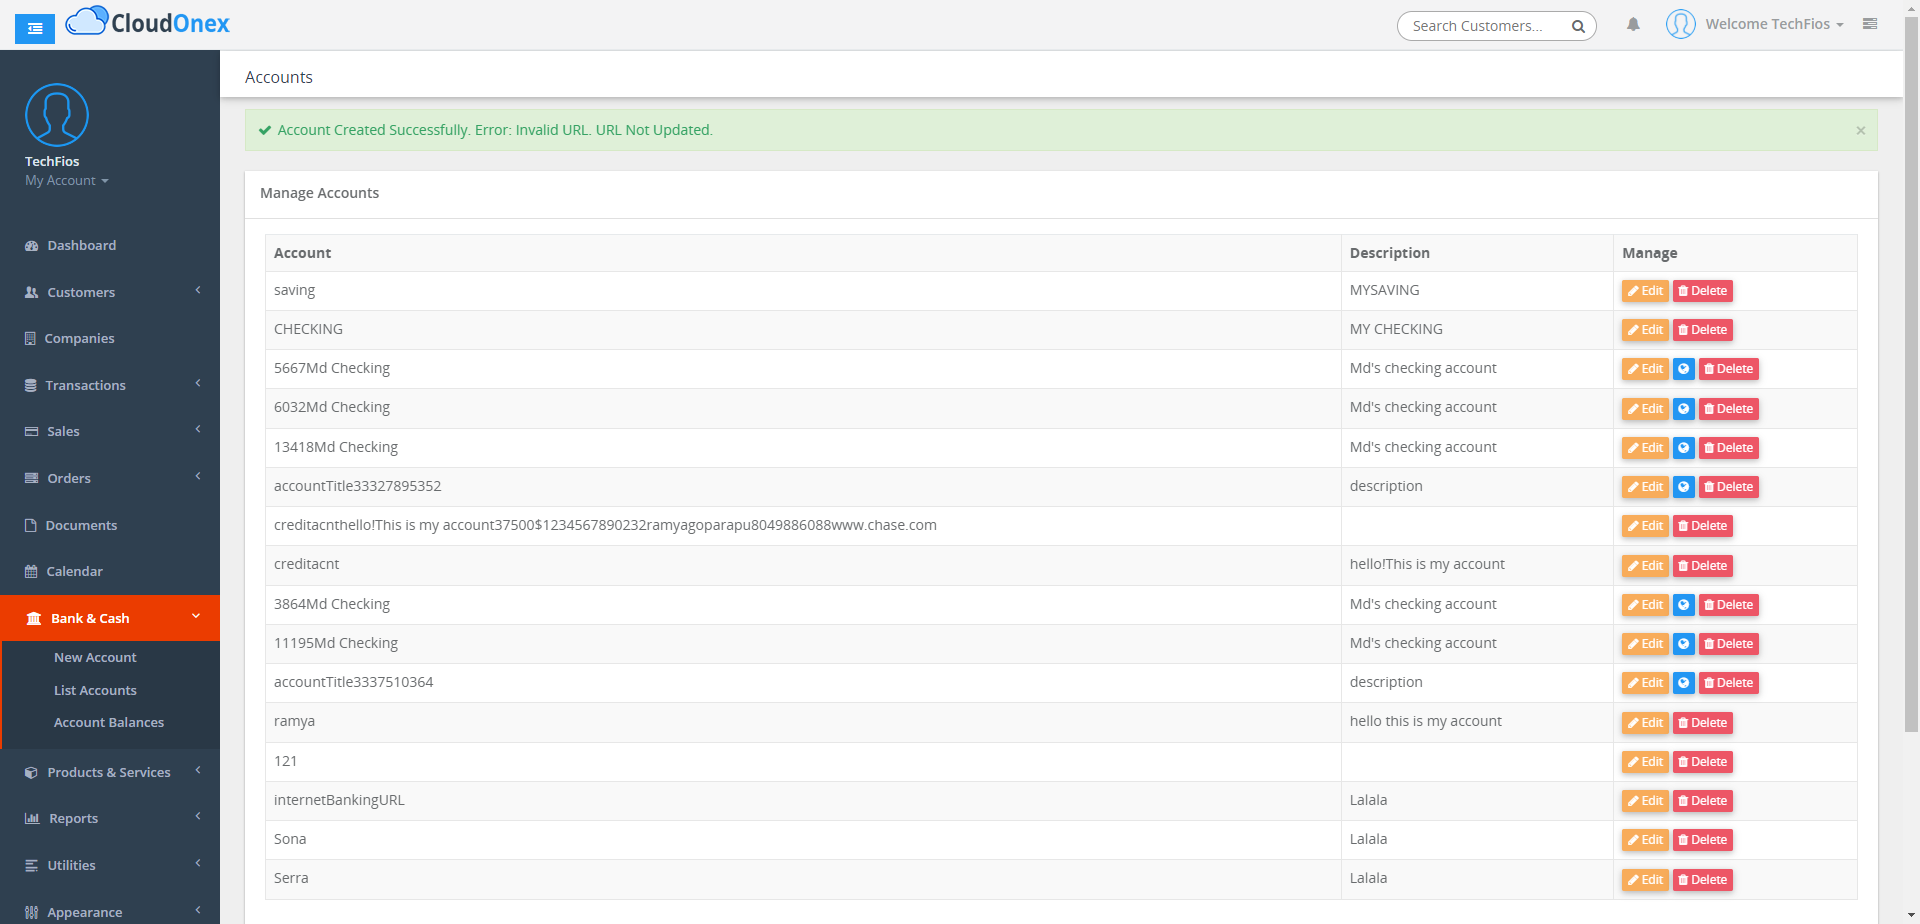 CloudOnex
Search Customers...
Welcome TechFios
TechFios
My Account
Dashboard
Customers
Companies
Transactions
Sales
Orders
Documents
Calendar
Bank & Cash
New Account
List Accounts
Account Balances
Products & Services
Reports
Utilities
Appearance
Accounts
Account Created Successfully. Error: Invalid URL. URL Not Updated.
×
Manage Accounts
Account Description Manage
saving MYSAVING Edit Delete
CHECKING MY CHECKING Edit Delete
5667Md Checking Md's checking account Edit Delete
6032Md Checking Md's checking account Edit Delete
13418Md Checking Md's checking account Edit Delete
accountTitle33327895352 description Edit Delete
creditacnthello!This is my account37500$1234567890232ramyagoparapu8049886088www.chase.com Edit Delete
creditacnt hello!This is my account Edit Delete
3864Md Checking Md's checking account Edit Delete
11195Md Checking Md's checking account Edit Delete
accountTitle3337510364 description Edit Delete
ramya hello this is my account Edit Delete
121 Edit Delete
internetBankingURL Lalala Edit Delete
Sona Lalala Edit Delete
Serra Lalala Edit Delete